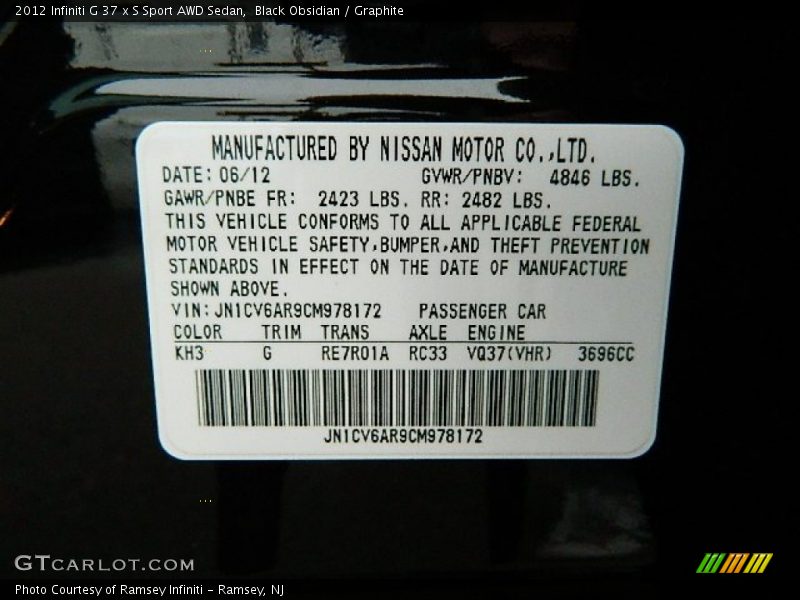 2012 Infiniti G 37 x S Sport AWD Sedan,  Black Obsidian / Graphite
MANUFACTURED BY NISSAN MOTOR CO.,LTD.
DATE: 06/12 GVWR/PNBV: 4846 LBS.
GAWR/PNBE FR: 2423 LBS. RR: 2482 LBS.
THIS VEHICLE CONFORMS TO ALL APPLICABLE FEDERAL
MOTOR VEHICLE SAFETY,BUMPER,AND THEFT PREVENTION
STANDARDS IN EFFECT ON THE DATE OF MANUFACTURE
SHOWN ABOVE.
VIN: JN1CV6AR9CM978172 PASSENGER CAR
COLOR TRIM TRANS AXLE ENGINE
KH3 G RE7R01A RC33 VQ37(VHR) 3696CC
JN1CV6AR9CM978172
GTCARLOT.COM
Photo Courtesy of Ramsey Infiniti - Ramsey, NJ